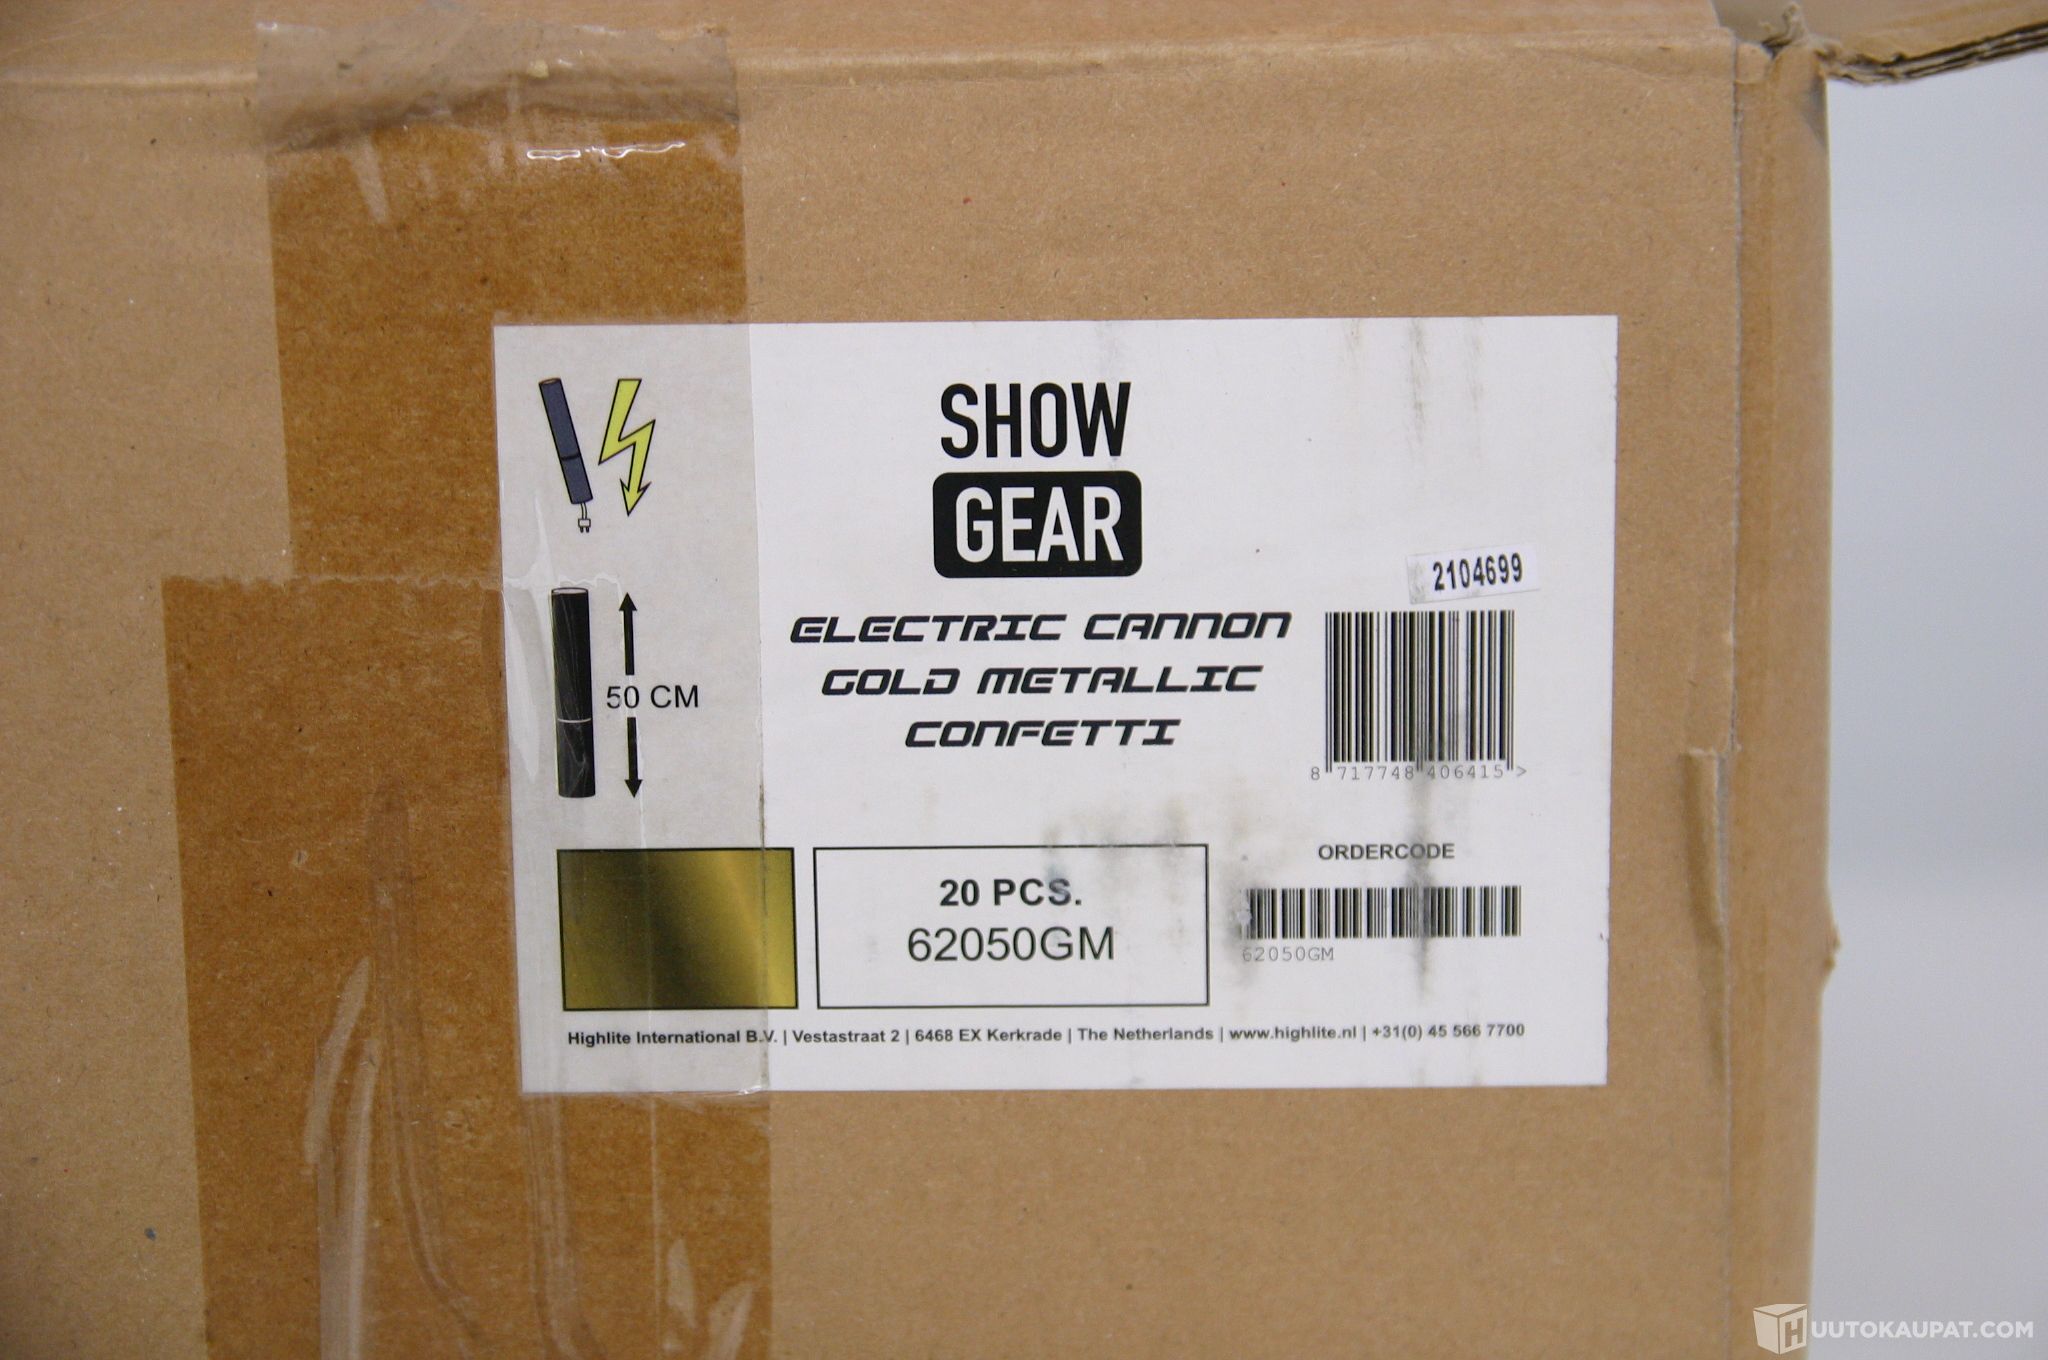 SHOW
GEAR
2104699
ELECTRIC CANNON
GOLD METALLIC
CONFETTI
50 CM
8 717748 406415 >
ORDERCODE
20 PCS.
62050GM
62050GM
Highlite International B.V. | Vestastraat 2 | 6468 EX Kerkrade | The Netherlands | www.highlite.nl | +31(0) 45 566 7700
HUUTOKAUPAT.COM